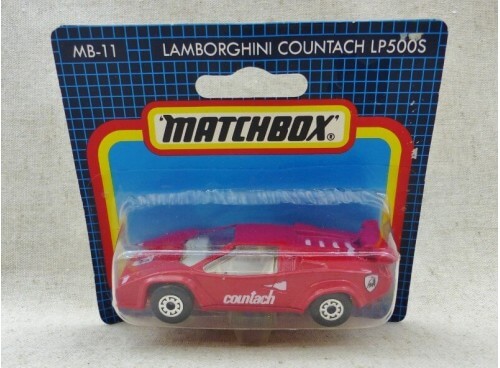 MB-11 LAMBORGHINI COUNTACH LP500S
"MATCHBOX"®
countach